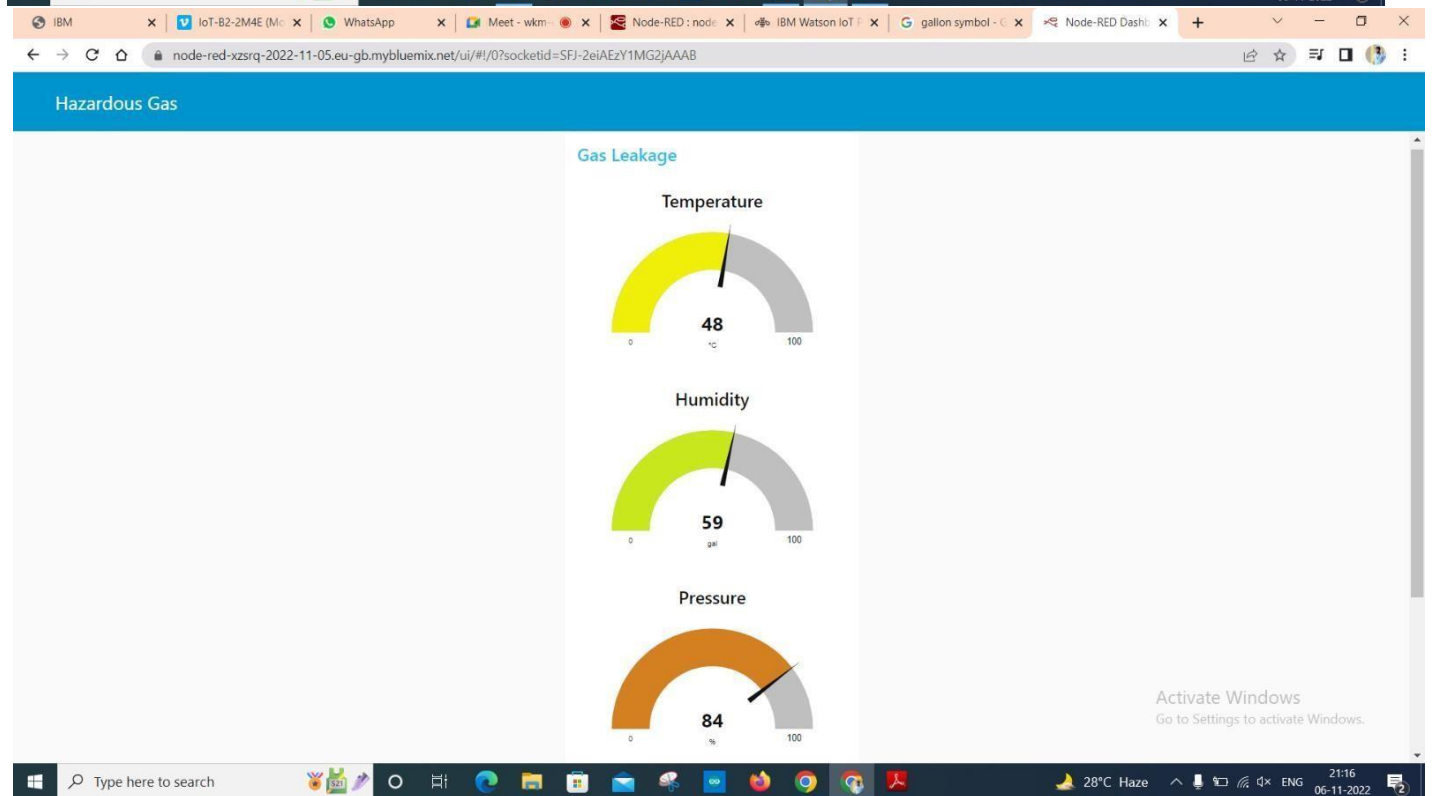 IBM
IoT-B2-2M4E (Mo
WhatsApp
Meet - wkm-
Node-RED : node
IBM Watson IoT P
gallon symbol - G
Node-RED Dashb
node-red-xzsrq-2022-11-05.eu-gb.mybluemix.net/ui/#!/0?socketid=SFJ-2eiAEzY1MG2jAAAB
Hazardous Gas
Gas Leakage
Temperature
48
0 °C 100
Humidity
59
0 gal 100
Pressure
84
0 % 100
Activate Windows
Go to Settings to activate Windows.
Type here to search
28°C Haze
ENG
21:16
06-11-2022
2